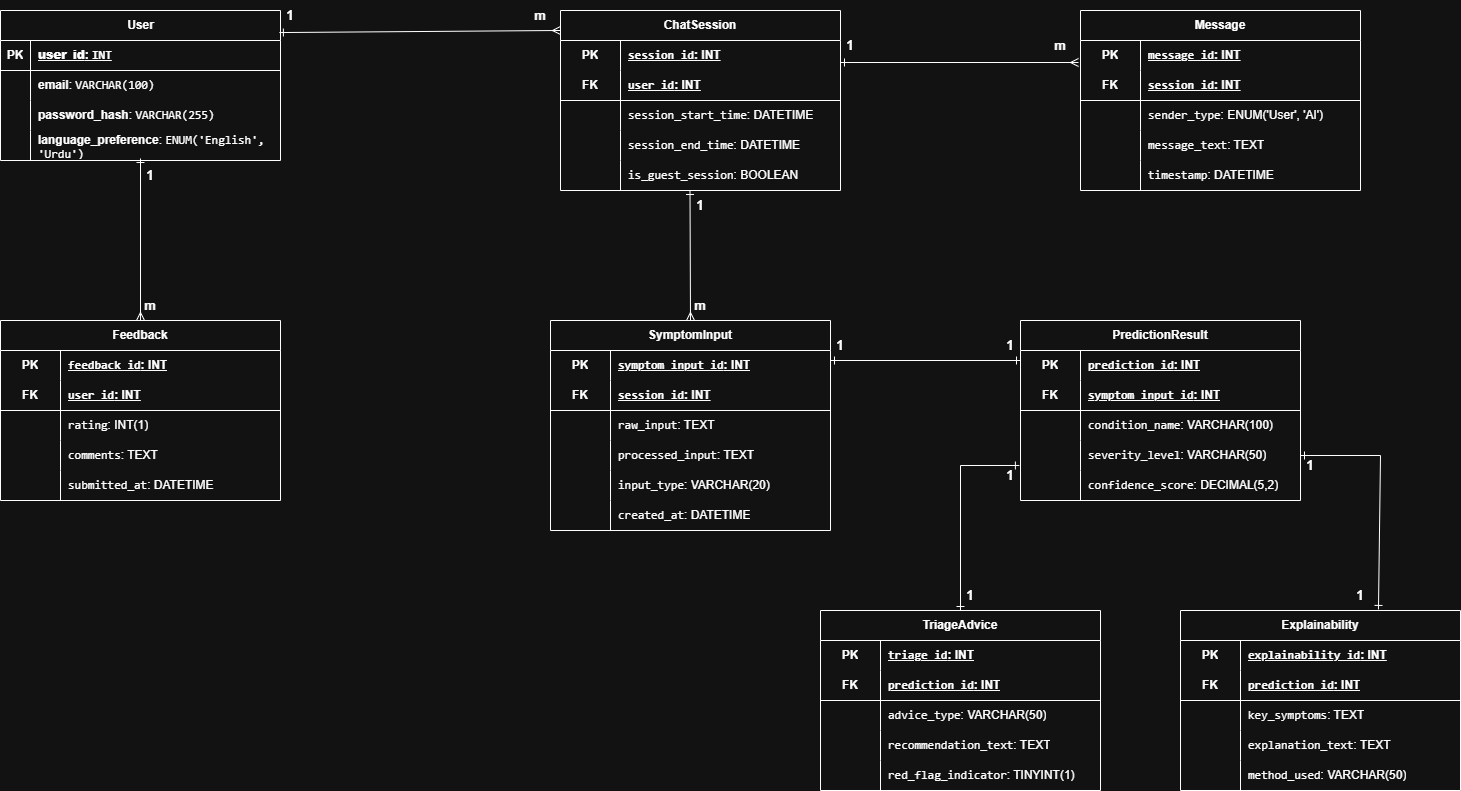 User
PK user_id: INT
email: VARCHAR(100)
password_hash: VARCHAR(255)
language_preference: ENUM('English',
'Urdu')
1
m
ChatSession
PK session_id: INT
FK user_id: INT
session_start_time: DATETIME
session_end_time: DATETIME
is_guest_session: BOOLEAN
1
m
Message
PK message_id: INT
FK session_id: INT
sender_type: ENUM('User', 'AI')
message_text: TEXT
timestamp: DATETIME
1
m
1
m
Feedback
PK feedback_id: INT
FK user_id: INT
rating: INT(1)
comments: TEXT
submitted_at: DATETIME
SymptomInput
PK symptom_input_id: INT
FK session_id: INT
raw_input: TEXT
processed_input: TEXT
input_type: VARCHAR(20)
created_at: DATETIME
1
1
PredictionResult
PK prediction_id: INT
FK symptom_input_id: INT
condition_name: VARCHAR(100)
severity_level: VARCHAR(50)
confidence_score: DECIMAL(5,2)
1
1
1
1
TriageAdvice
PK triage_id: INT
FK prediction_id: INT
advice_type: VARCHAR(50)
recommendation_text: TEXT
red_flag_indicator: TINYINT(1)
Explainability
PK explainability_id: INT
FK prediction_id: INT
key_symptoms: TEXT
explanation_text: TEXT
method_used: VARCHAR(50)